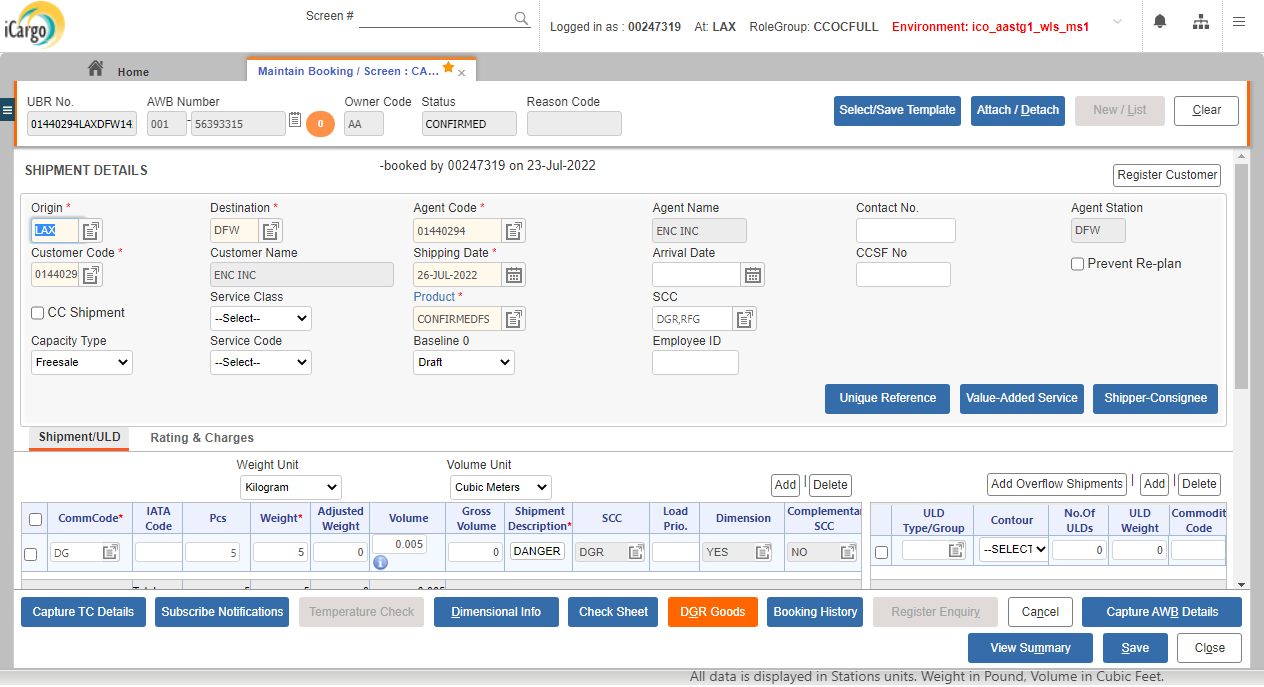 iCargo
Screen #
Logged in as : 00247319 At: LAX RoleGroup: CCOCFULL Environment: ico_aastg1_wls_ms1
Home
Maintain Booking / Screen : CA...
UBR No. AWB Number Owner Code Status Reason Code
01440294LAXDFW14 001 - 56393315 0 AA CONFIRMED
Select/Save Template Attach / Detach New / List Clear
SHIPMENT DETAILS -booked by 00247319 on 23-Jul-2022
Register Customer
Origin * Destination * Agent Code * Agent Name Contact No. Agent Station
LAX DFW 01440294 ENC INC DFW
Customer Code * Customer Name Shipping Date * Arrival Date CCSF No
0144029 ENC INC 26-JUL-2022 Prevent Re-plan
Service Class Product * SCC
CC Shipment --Select-- CONFIRMEDFS DGR,RFG
Capacity Type Service Code Baseline 0 Employee ID
Freesale --Select-- Draft
Unique Reference Value-Added Service Shipper-Consignee
Shipment/ULD Rating & Charges
Weight Unit Volume Unit
Kilogram Cubic Meters Add | Delete Add Overflow Shipments | Add | Delete
CommCode* IATA Code Pcs Weight* Adjusted Weight Volume Gross Volume Shipment Description* SCC Load Prio. Dimension Complementar SCC ULD Type/Group Contour No.Of ULDs ULD Weight Commodit Code
DG 5 5 0 0.005 0 DANGER DGR YES NO --SELECT 0 0
Capture TC Details Subscribe Notifications Temperature Check Dimensional Info Check Sheet DGR Goods Booking History Register Enquiry Cancel Capture AWB Details
View Summary Save Close
All data is displayed in Stations units. Weight in Pound, Volume in Cubic Feet.